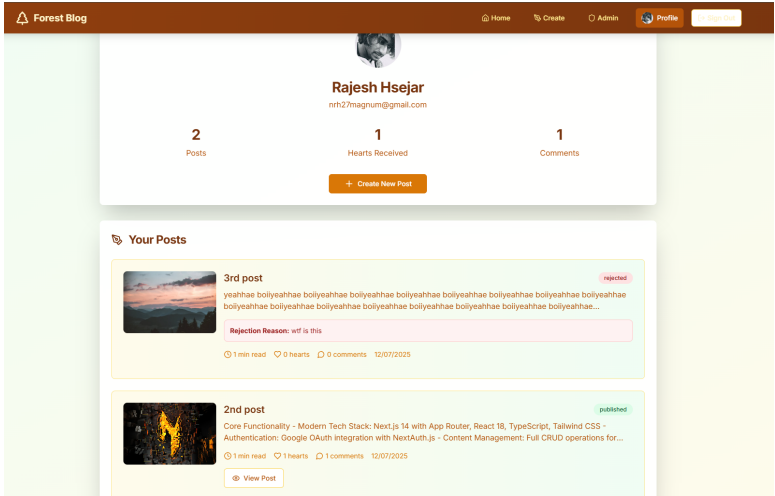 Forest Blog
Home
Create
Admin
Profile
Sign Out
Rajesh Hsejar
nrh27magnum@gmail.com
2
Posts
1
Hearts Received
1
Comments
Create New Post
Your Posts
3rd post
rejected
yeahhae boiiyeahhae boiiyeahhae boiiyeahhae boiiyeahhae boiiyeahhae boiiyeahhae boiiyeahhae boiiyeahhae
boiiyeahhae boiiyeahhae boiiyeahhae boiiyeahhae boiiyeahhae boiiyeahhae boiiyeahhae boiiyeahhae...
Rejection Reason: wtf is this
1 min read
0 hearts
0 comments
12/07/2025
2nd post
published
Core Functionality - Modern Tech Stack: Next.js 14 with App Router, React 18, TypeScript, Tailwind CSS -
Authentication: Google OAuth integration with NextAuth.js - Content Management: Full CRUD operations for...
1 min read
1 hearts
1 comments
12/07/2025
View Post